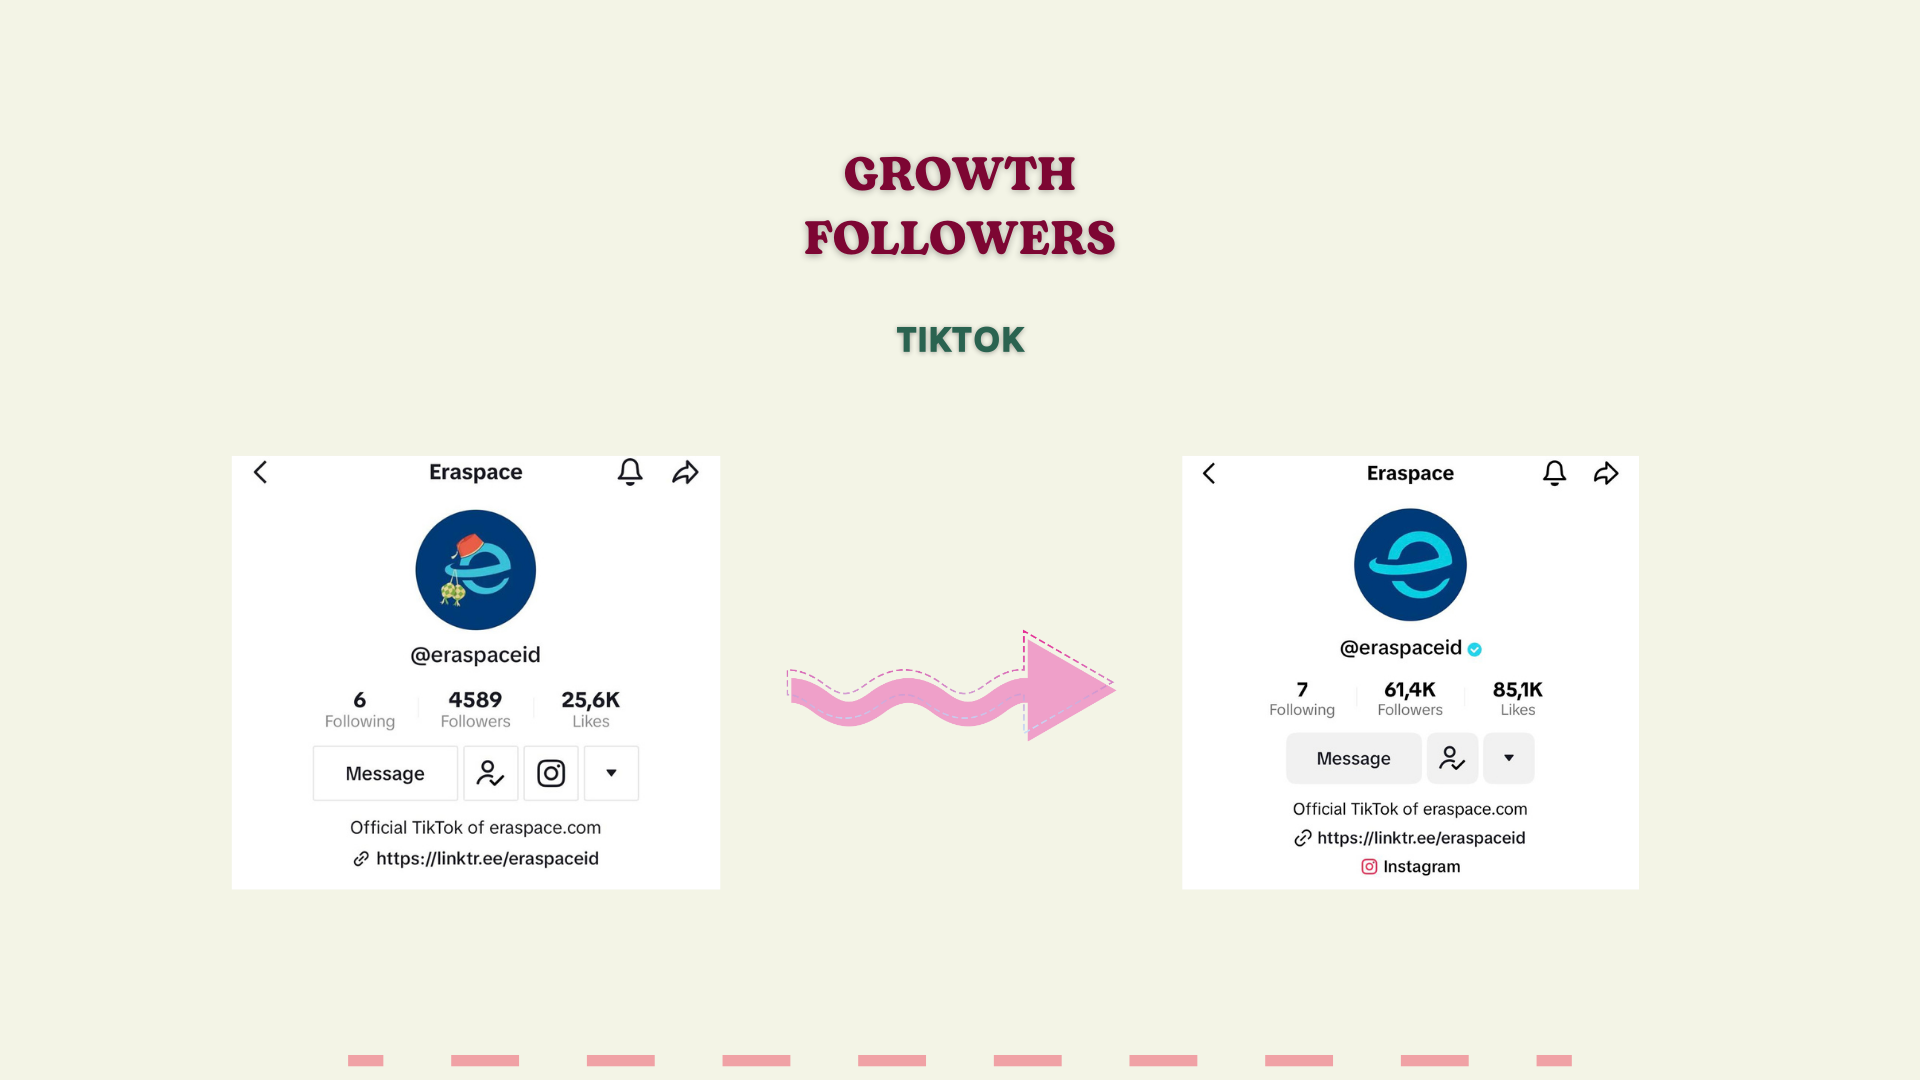 GROWTH
FOLLOWERS
TIKTOK
Eraspace
@eraspaceid
6 4589 25,6K
Following Followers Likes
Message
Official TikTok of eraspace.com
https://linktr.ee/eraspaceid
Eraspace
@eraspaceid
7 61,4K 85,1K
Following Followers Likes
Message
Official TikTok of eraspace.com
https://linktr.ee/eraspaceid
Instagram